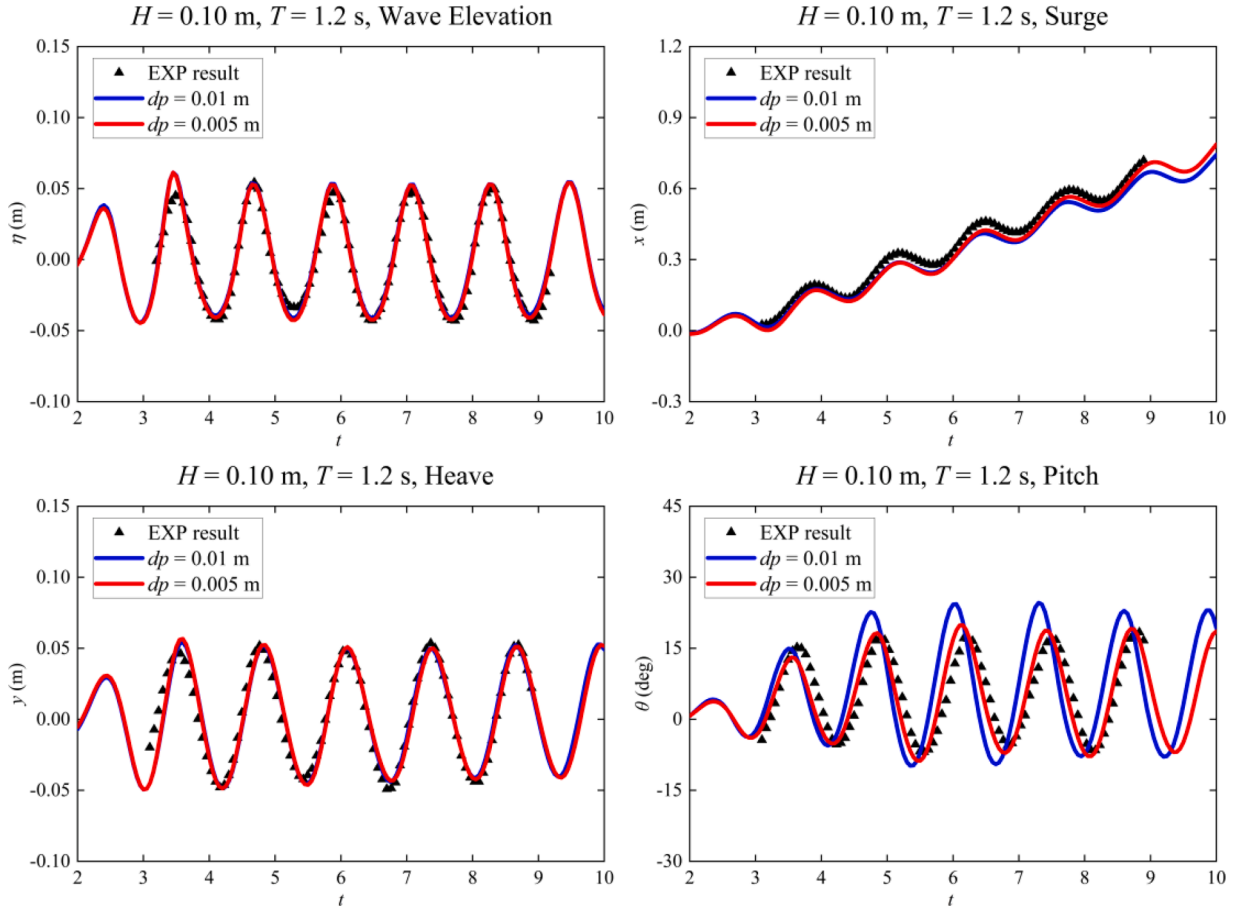 H = 0.10 m, T = 1.2 s, Wave Elevation
EXP result
dp = 0.01 m
dp = 0.005 m
0.15
0.10
0.05
0.00
-0.05
-0.10
η (m)
2 3 4 5 6 7 8 9 10
t
H = 0.10 m, T = 1.2 s, Surge
EXP result
dp = 0.01 m
dp = 0.005 m
1.2
0.9
0.6
0.3
0.0
-0.3
x (m)
2 3 4 5 6 7 8 9 10
t
H = 0.10 m, T = 1.2 s, Heave
EXP result
dp = 0.01 m
dp = 0.005 m
0.15
0.10
0.05
0.00
-0.05
-0.10
y (m)
2 3 4 5 6 7 8 9 10
t
H = 0.10 m, T = 1.2 s, Pitch
EXP result
dp = 0.01 m
dp = 0.005 m
45
30
15
0
-15
-30
θ (deg)
2 3 4 5 6 7 8 9 10
t